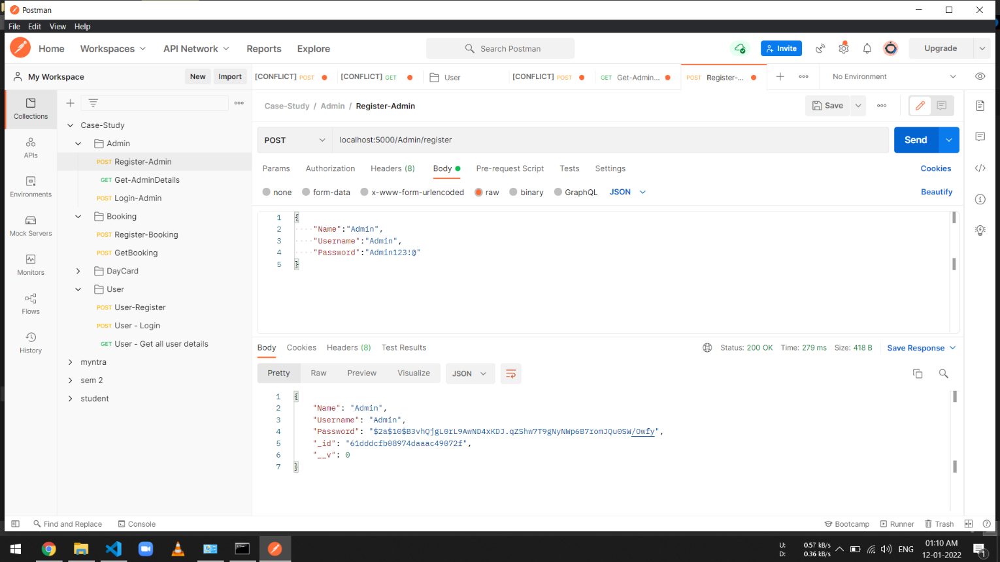 Postman
File Edit View Help
Home Workspaces API Network Reports Explore
Search Postman
Invite
Upgrade
My Workspace
New Import
[CONFLICT] POST
[CONFLICT] GET
User
[CONFLICT] POST
GET Get-Admin...
POST Register-...
No Environment
Collections
APIs
Environments
Mock Servers
Monitors
Flows
History
Case-Study
Admin
POST Register-Admin
GET Get-AdminDetails
POST Login-Admin
Booking
POST Register-Booking
POST GetBooking
DayCard
User
POST User-Register
POST User - Login
GET User - Get all user details
myntra
sem 2
student
Case-Study / Admin / Register-Admin
Save
POST
localhost:5000/Admin/register
Send
Params Authorization Headers (8) Body Pre-request Script Tests Settings
Cookies
none form-data x-www-form-urlencoded raw binary GraphQL JSON
Beautify
1 {
2 "Name":"Admin",
3 "Username":"Admin",
4 "Password":"Admin123!@"
5 }
Body Cookies Headers (8) Test Results
Status: 200 OK Time: 279 ms Size: 418 B
Save Response
Pretty Raw Preview Visualize JSON
1 {
2 "Name": "Admin",
3 "Username": "Admin",
4 "Password": "$2a$10$B3vhQjgL0rL9AwND4xKDJ.qZShw7T9gNyNWp6B7romJQu0SW/Owfy",
5 "_id": "61dddcfb08974daaac49072f",
6 "__v": 0
7 }
Find and Replace Console
Bootcamp Runner Trash
U: 0.57 kB/s
D: 0.36 kB/s
ENG
01:10 AM
12-01-2022
1